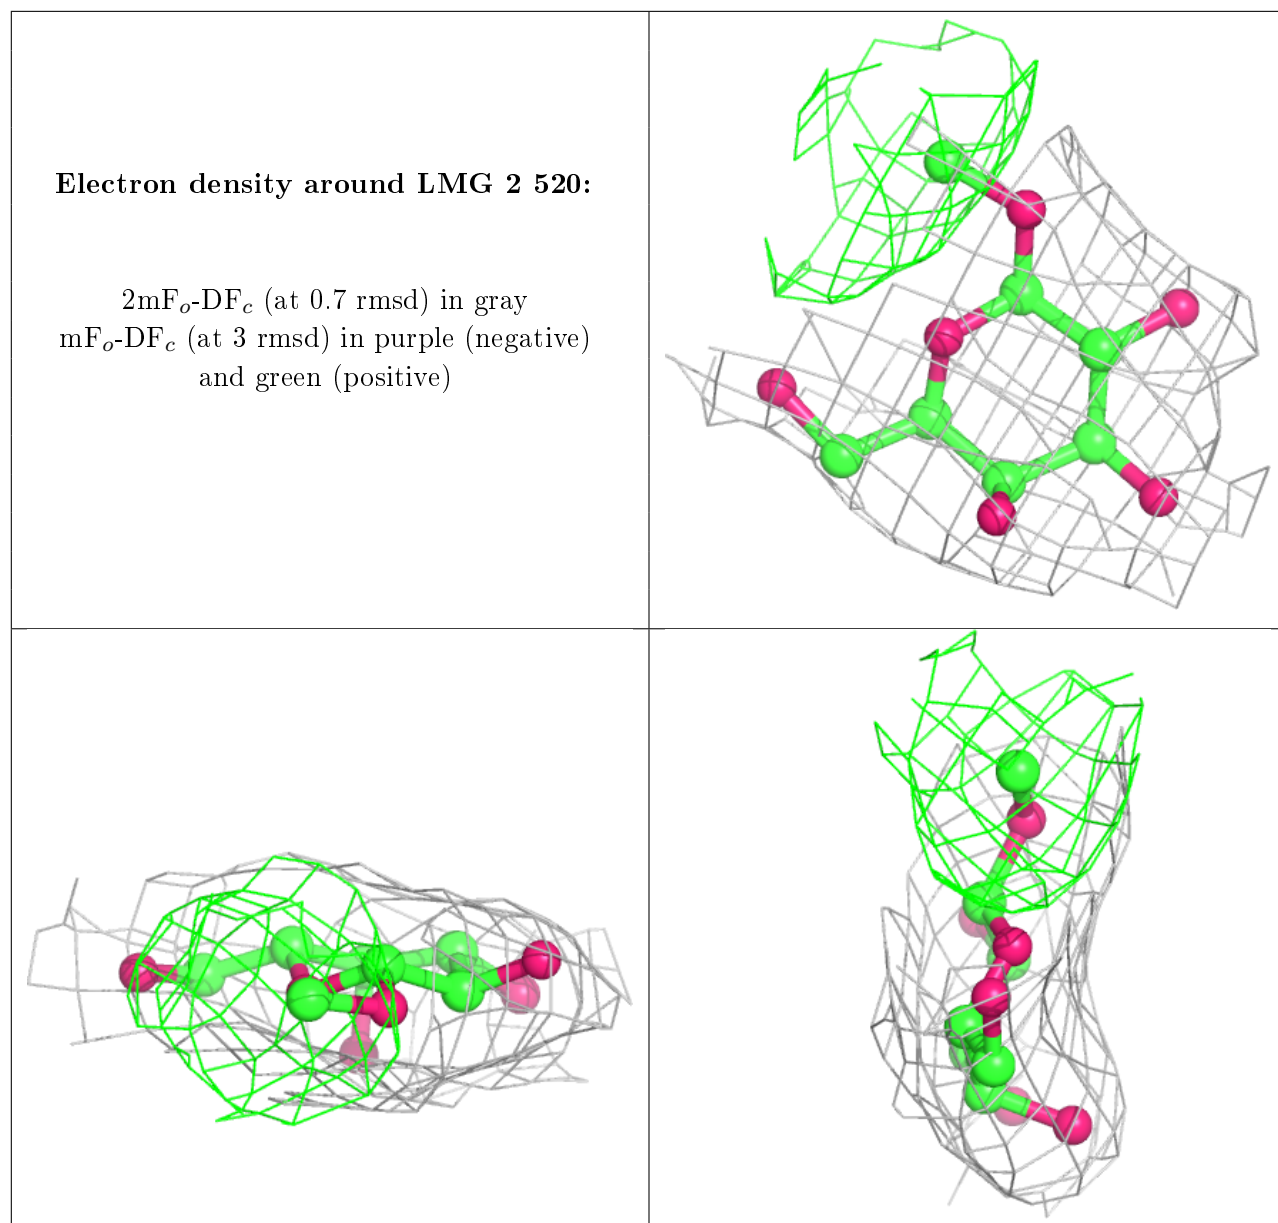 Electron density around LMG 2 520:
2mFₒ-DF𝒸 (at 0.7 rmsd) in gray
mFₒ-DF𝒸 (at 3 rmsd) in purple (negative)
and green (positive)